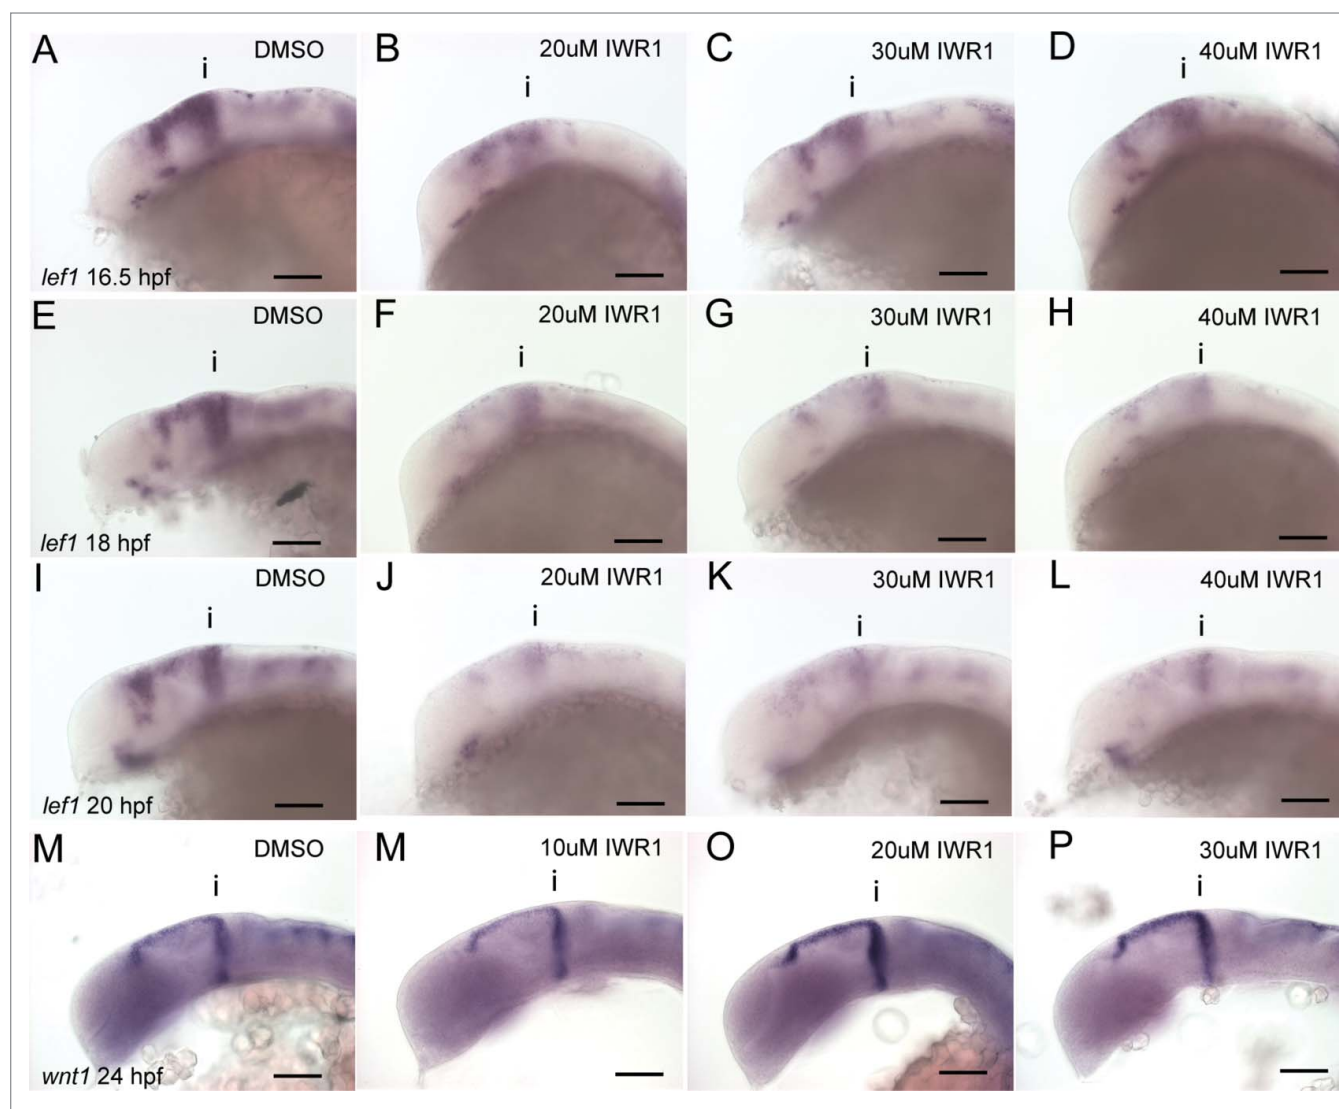 A DMSO
i
lef1 16.5 hpf
B 20uM IWR1
i
C 30uM IWR1
i
D 40uM IWR1
i
E DMSO
i
lef1 18 hpf
F 20uM IWR1
i
G 30uM IWR1
i
H 40uM IWR1
i
I DMSO
i
lef1 20 hpf
J 20uM IWR1
i
K 30uM IWR1
i
L 40uM IWR1
i
M DMSO
i
wnt1 24 hpf
M 10uM IWR1
i
O 20uM IWR1
i
P 30uM IWR1
i